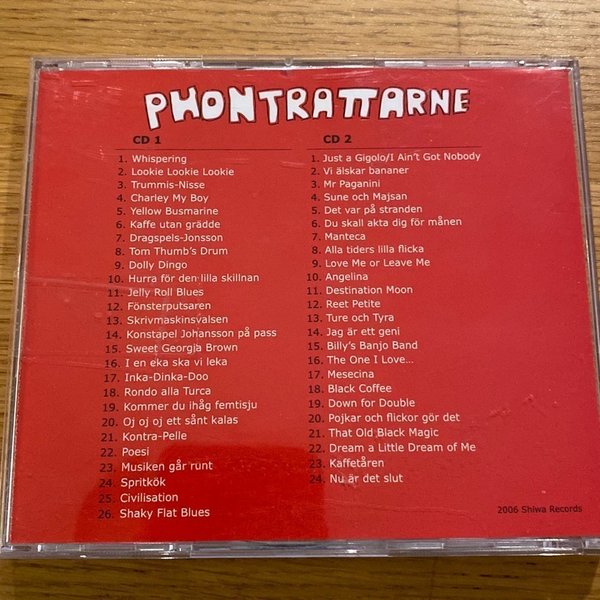 PHONTRATTARNE
CD 1
1. Whispering
2. Lookie Lookie Lookie
3. Trummis-Nisse
4. Charley My Boy
5. Yellow Busmarine
6. Kaffe utan grädde
7. Dragspels-Jonsson
8. Tom Thumb's Drum
9. Dolly Dingo
10. Hurra för den lilla skillnan
11. Jelly Roll Blues
12. Fönsterputsaren
13. Skrivmaskinsvalsen
14. Konstapel Johansson på pass
15. Sweet Georgia Brown
16. I en eka ska vi leka
17. Inka-Dinka-Doo
18. Rondo alla Turca
19. Kommer du ihåg femtisju
20. Oj oj oj ett sånt kalas
21. Kontra-Pelle
22. Poesi
23. Musiken går runt
24. Spritkök
25. Civilisation
26. Shaky Flat Blues
CD 2
1. Just a Gigolo/I Ain't Got Nobody
2. Vi älskar bananer
3. Mr Paganini
4. Sune och Majsan
5. Det var på stranden
6. Du skall akta dig för månen
7. Manteca
8. Alla tiders lilla flicka
9. Love Me or Leave Me
10. Angelina
11. Destination Moon
12. Reet Petite
13. Ture och Tyra
14. Jag är ett geni
15. Billy's Banjo Band
16. The One I Love...
17. Mesecina
18. Black Coffee
19. Down for Double
20. Pojkar och flickor gör det
21. That Old Black Magic
22. Dream a Little Dream of Me
23. Kaffetåren
24. Nu är det slut
2006 Shiwa Records